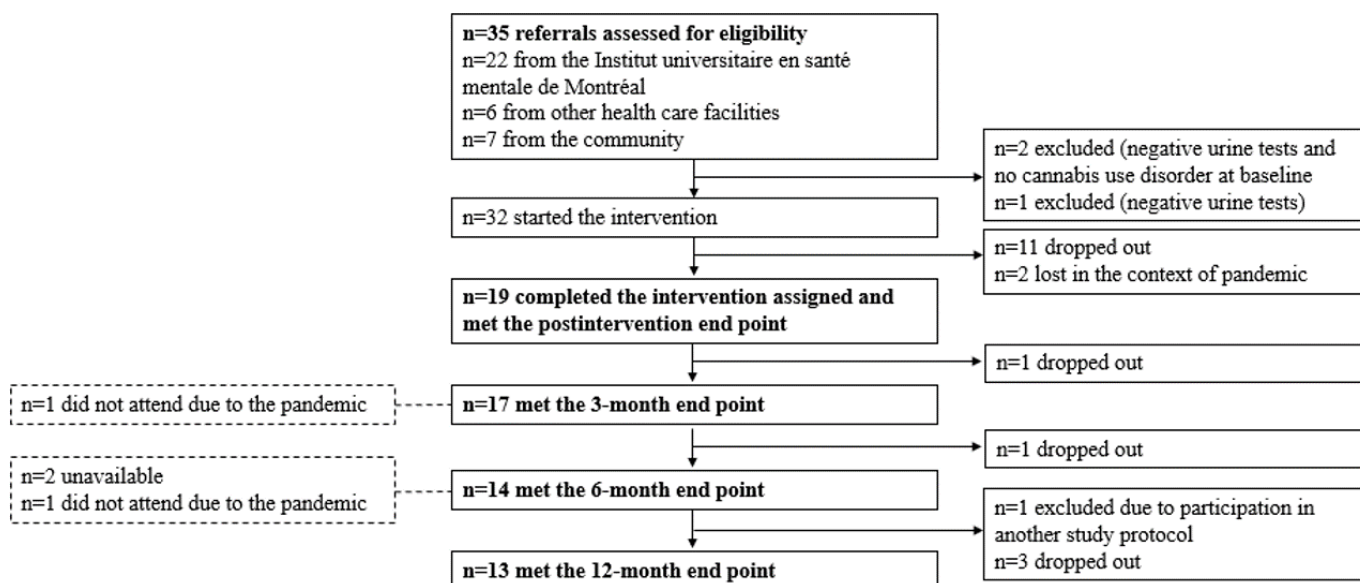 n=35 referrals assessed for eligibility
n=22 from the Institut universitaire en santé
mentale de Montréal
n=6 from other health care facilities
n=7 from the community
n=2 excluded (negative urine tests and
no cannabis use disorder at baseline
n=1 excluded (negative urine tests)
n=32 started the intervention
n=11 dropped out
n=2 lost in the context of pandemic
n=19 completed the intervention assigned and
met the postintervention end point
n=1 dropped out
n=1 did not attend due to the pandemic
n=17 met the 3-month end point
n=1 dropped out
n=2 unavailable
n=1 did not attend due to the pandemic
n=14 met the 6-month end point
n=1 excluded due to participation in
another study protocol
n=3 dropped out
n=13 met the 12-month end point